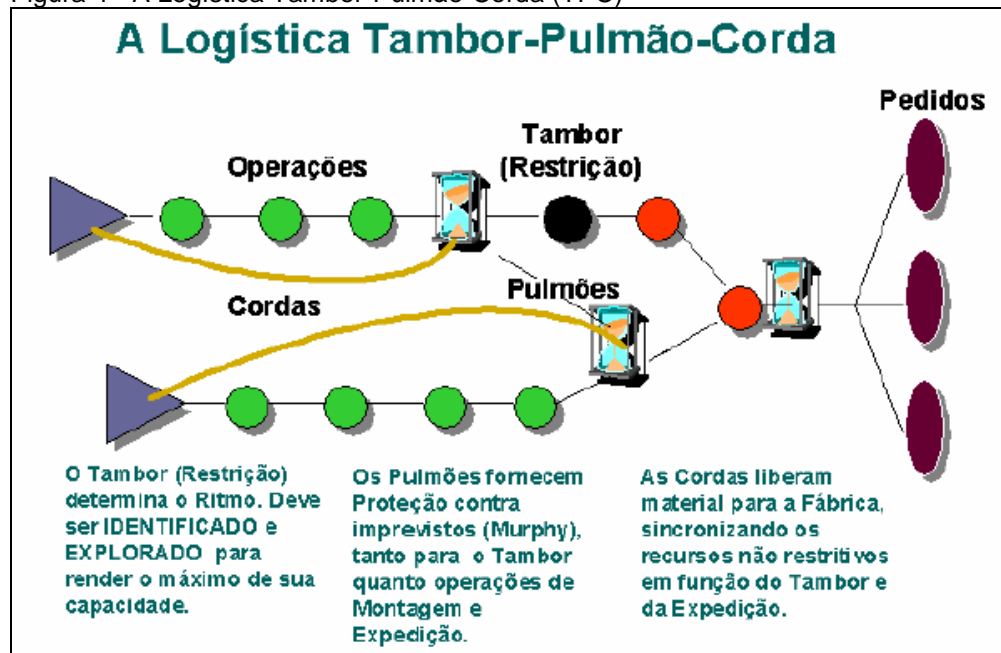 A Logística Tambor-Pulmão-Corda
Pedidos
Tambor
(Restrição)
Operações
Pulmões
Cordas
O Tambor (Restrição)
determina o Ritmo. Deve
ser IDENTIFICADO e
EXPLORADO para
render o máximo de sua
capacidade.
Os Pulmões fornecem
Proteção contra
imprevistos (Murphy),
tanto para o Tambor
quanto operações de
Montagem e
Expedição.
As Cordas liberam
material para a Fábrica,
sincronizando os
recursos não restritivos
em função do Tambor e
da Expedição.